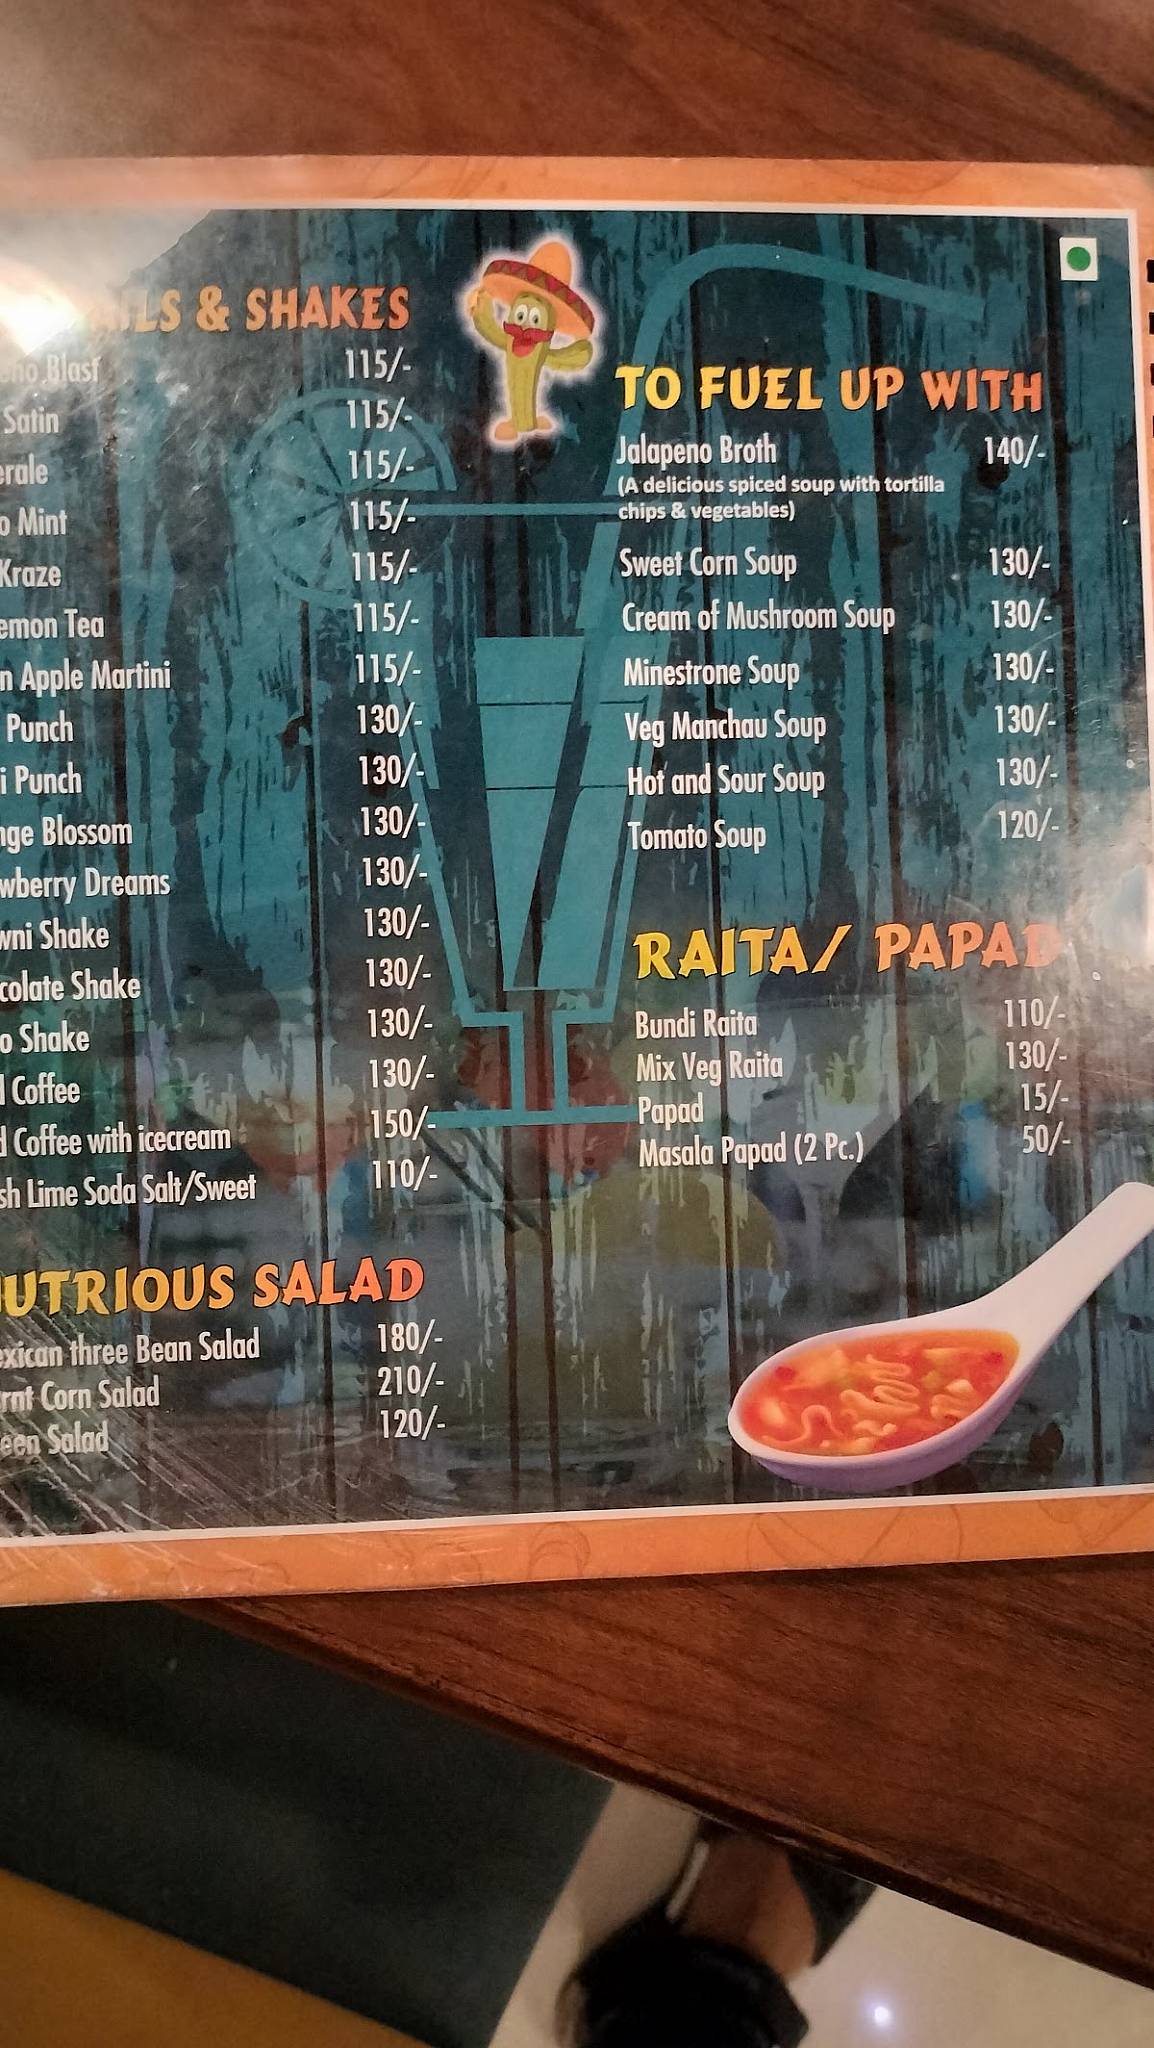 & SHAKES
Blast 115/-
Satin 115/-
115/-
Mint 115/-
Kraze 115/-
Tea 115/-
Apple Martini 115/-
Punch 130/-
Punch 130/-
Blossom 130/-
Dreams 130/-
Shake 130/-
Shake 130/-
Shake 130/-
Coffee 130/-
Coffee with icecream 150/-
Lime Soda Salt/Sweet 110/-
SALAD
three Bean Salad 180/-
Corn Salad 210/-
Salad 120/-
TO FUEL UP WITH
Jalapeno Broth 140/-
(A delicious spiced soup with tortilla
chips & vegetables)
Sweet Corn Soup 130/-
Cream of Mushroom Soup 130/-
Minestrone Soup 130/-
Veg Manchau Soup 130/-
Hot and Sour Soup 130/-
Tomato Soup 120/-
RAITA/ PAPAD
Bundi Raita 110/-
Mix Veg Raita 130/-
Papad 15/-
Masala Papad (2 Pc.) 50/-